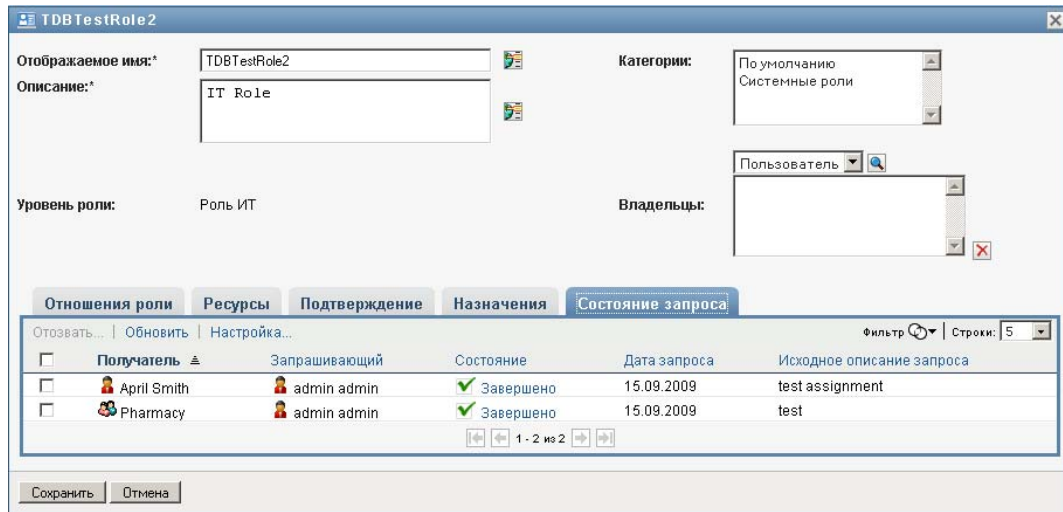 TDBTestRole2
Отображаемое имя:* TDBTestRole2 Категории: По умолчанию
Системные роли
Описание:* IT Role
Пользователь
Уровень роли: Роль ИТ Владельцы:
Отношения роли Ресурсы Подтверждение Назначения Состояние запроса
Отозвать... | Обновить | Настройка... Фильтр | Строки: 5
Получатель Запрашивающий Состояние Дата запроса Исходное описание запроса
April Smith admin admin Завершено 15.09.2009 test assignment
Pharmacy admin admin Завершено 15.09.2009 test
1 - 2 из 2
Сохранить Отмена